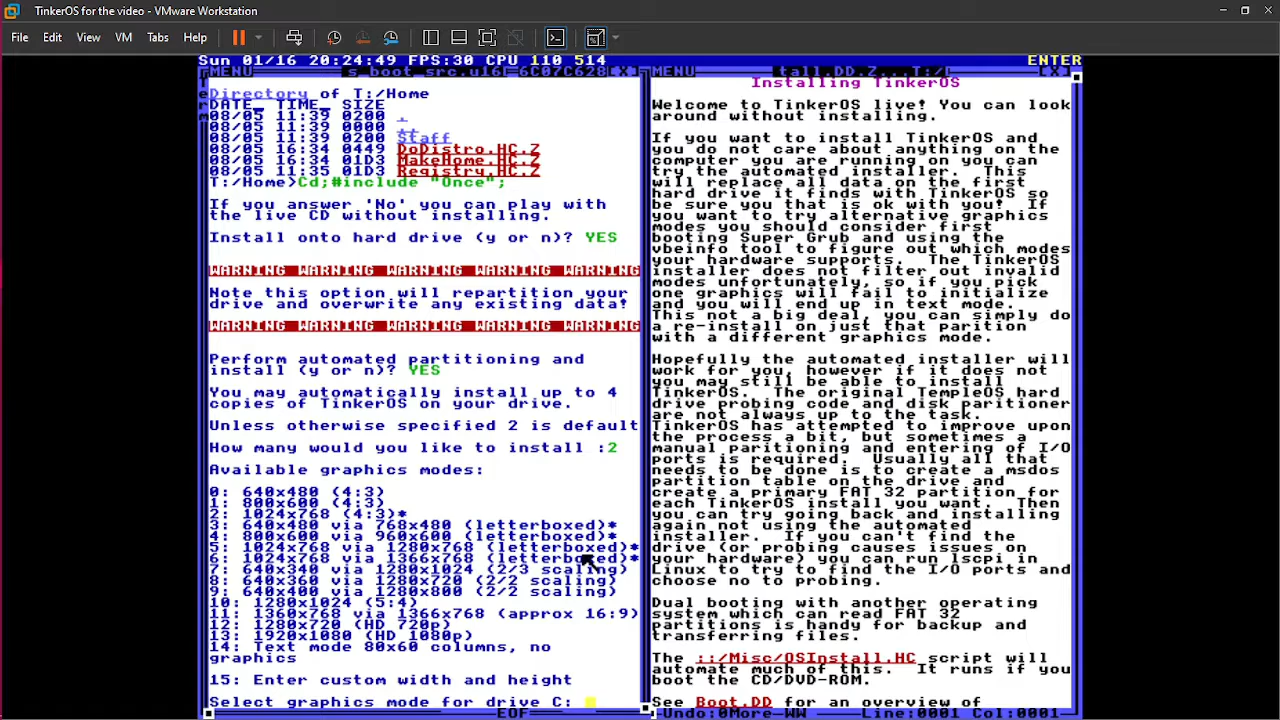 TinkerOS for the video - VMware Workstation
File Edit View VM Tabs Help
Sun 01/16 20:24:49 FPS:30 CPU 110 514 ENTER
MENU s_boot_src.u16L 6C07C628[X]
Directory of T:/Home
DATE_ TIME_ SIZE
08/05 11:39 0200 .
08/05 11:39 0000 ..
08/05 11:39 0200 Staff
08/05 16:34 0449 DoDistro.HC.Z
08/05 16:34 01D3 MakeHome.HC.Z
08/05 11:35 01D3 Registry.HC.Z
T:/Home>Cd;#include "Once";
If you answer 'No' you can play with
the live CD without installing.
Install onto hard drive (y or n)? YES
WARNING WARNING WARNING WARNING WARNING
Note this option will repartition your
drive and overwrite any existing data!
WARNING WARNING WARNING WARNING WARNING
Perform automated partitioning and
install (y or n)? YES
You may automatically install up to 4
copies of TinkerOS on your drive.
Unless otherwise specified 2 is default
How many would you like to install :2
Available graphics modes:
0: 640x480 (4:3)
1: 800x600 (4:3)
2: 1024x768 (4:3)*
3: 640x480 via 768x480 (letterboxed)*
4: 800x600 via 960x600 (letterboxed)*
5: 1024x768 via 1280x768 (letterboxed)*
6: 1024x768 via 1366x768 (letterboxed)*
7: 640x340 via 1280x1024 (2/3 scaling)
8: 640x360 via 1280x720 (2/2 scaling)
9: 640x400 via 1280x800 (2/2 scaling)
10: 1280x1024 (5:4)
11: 1360x768 via 1366x768 (approx 16:9)
12: 1280x720 (HD 720p)
13: 1920x1080 (HD 1080p)
14: Text mode 80x60 columns, no
graphics
15: Enter custom width and height
Select graphics mode for drive C:
EOF
MENU tall.DD.Z...T:/ [X]
Installing TinkerOS
Welcome to TinkerOS live! You can look
around without installing.
If you want to install TinkerOS and
you do not care about anything on the
computer you are running on you can
try the automated installer. This
will replace all data on the first
hard drive it finds with TinkerOS so
be sure you that is ok with you! If
you want to try alternative graphics
modes you should consider first
booting Super Grub and using the
vbeinfo tool to figure out which modes
your hardware supports. The TinkerOS
installer does not filter out invalid
modes unfortunately, so if you pick
one graphics will fail to initialize
and you will end up in text mode.
This not a big deal, you can simply do
a re-install on just that parition
with a different graphics mode.
Hopefully the automated installer will
work for you, however if it does not
you may still be able to install
TinkerOS. The original TempleOS hard
drive probing code and disk paritioner
are not always up to the task.
TinkerOS has attempted to improve upon
the process a bit, but sometimes a
manual paritioning and entering of I/O
ports is required. Usually all that
needs to be done is to create a msdos
partition table on the drive and
create a primary FAT 32 partition for
each TinkerOS install you want. Then
you can try going back and installing
again not using the automated
installer. If you can't find the
drive (or probing causes issues on
your hardware) you can run lscpi in
Linux to try to find the I/O ports and
choose no to probing.
Dual booting with another operating
system which can read FAT 32
partitions is handy for backup and
transferring files.
The ::/Misc/OSInstall.HC script will
automate much of this. It runs if you
boot the CD/DVD-ROM.
See Boot.DD for an overview of
Undo:0More-WW Line:0001 Col:0001